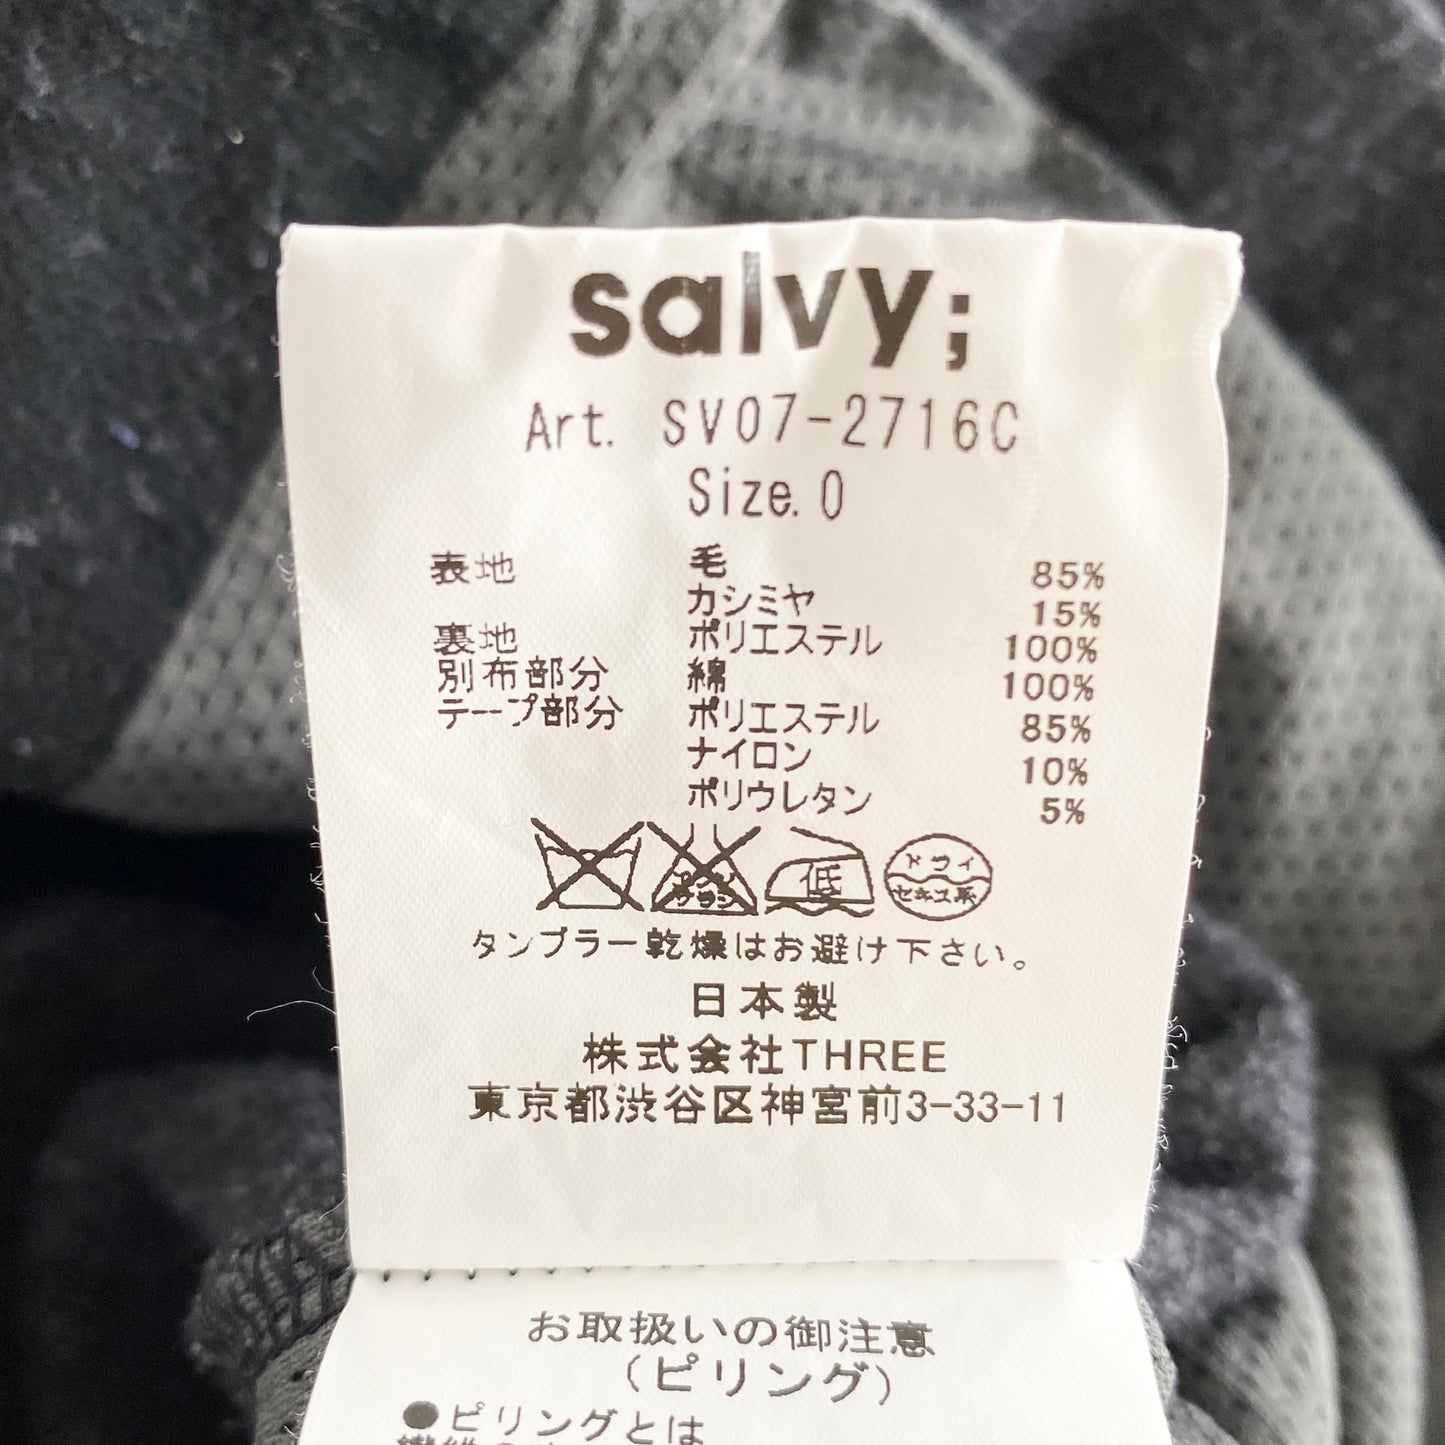 salvy;
Art. SV07-2716C
Size.0
表地 毛 85%
カシミヤ 15%
裏地 ポリエステル 100%
別布部分 綿 100%
テープ部分 ポリエステル 85%
ナイロン 10%
ポリウレタン 5%
エンソ サラシ 低 ドライ セキユ系
タンブラー乾燥はお避け下さい。
日本製
株式会社THREE
東京都渋谷区神宮前3-33-11
お取扱いの御注意
(ピリング)
●ピリングとは